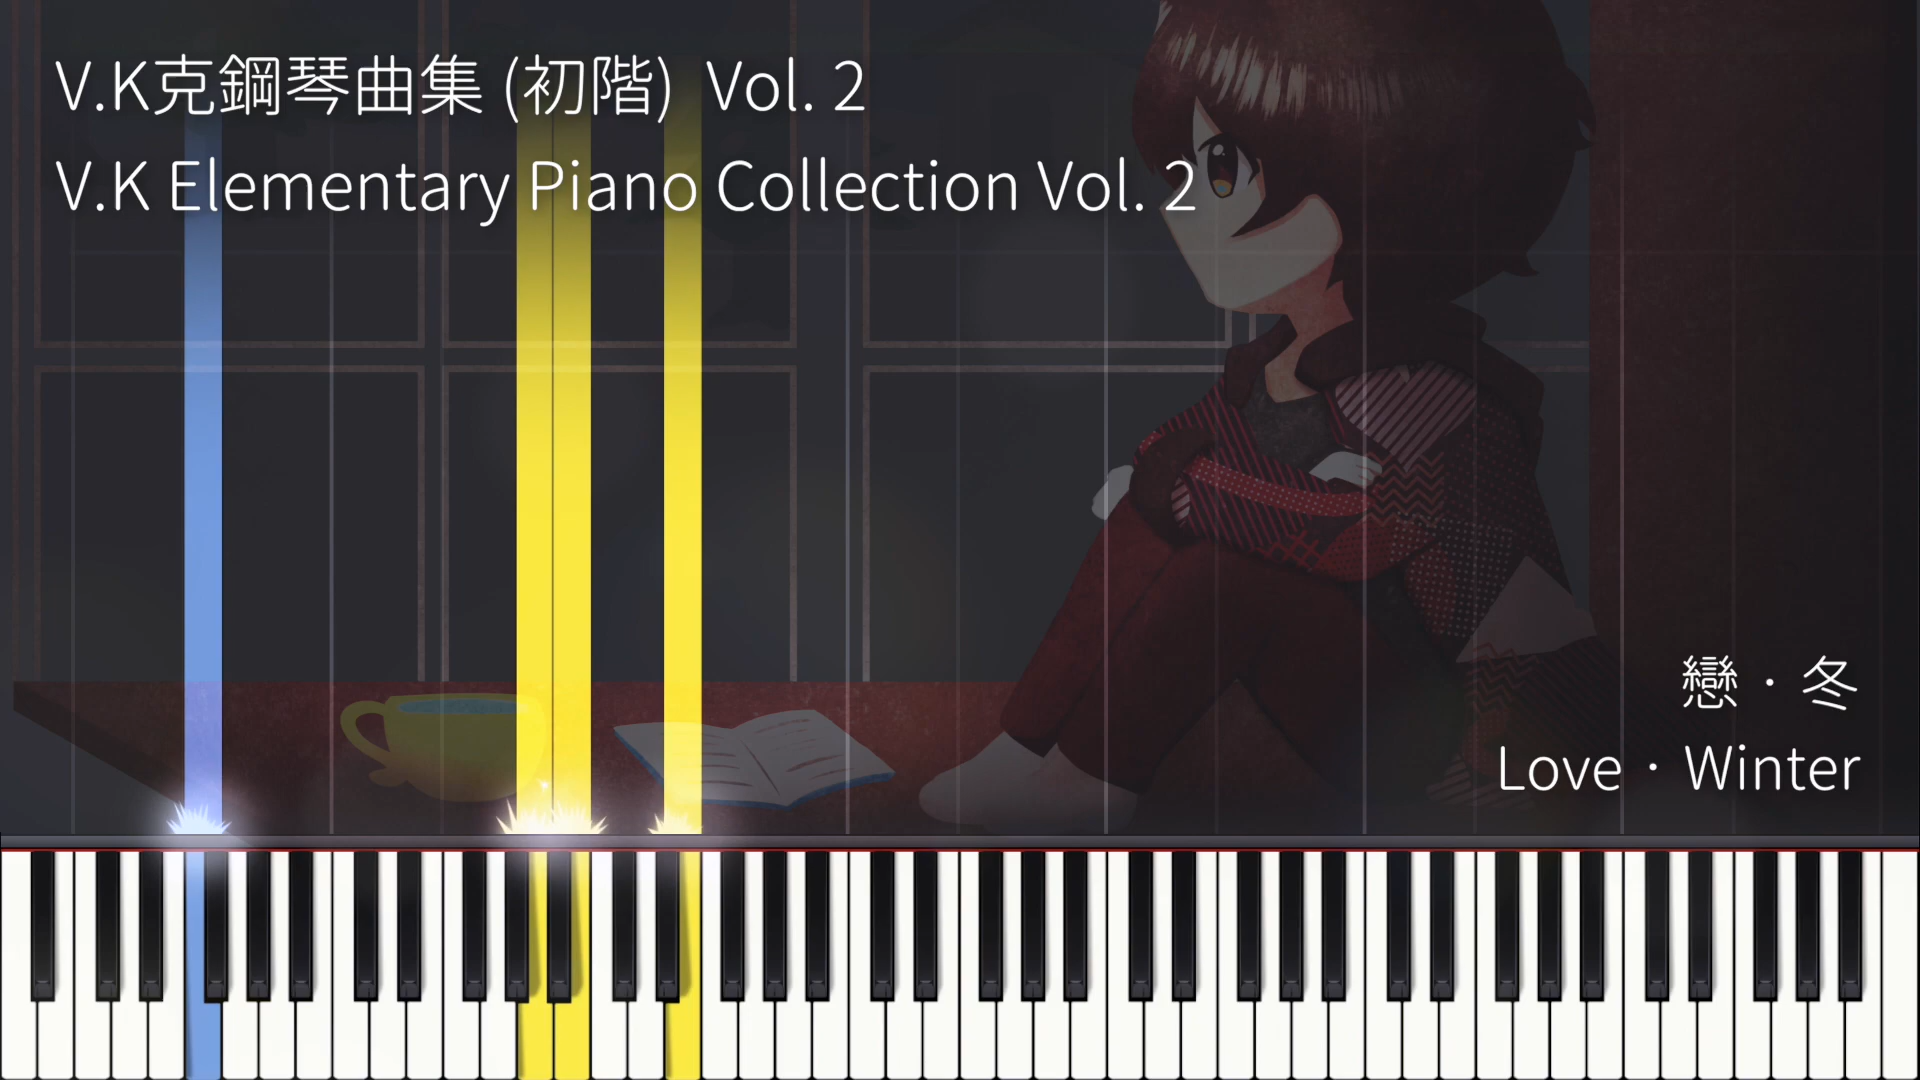 V.K克鋼琴曲集 (初階) Vol. 2
V.K Elementary Piano Collection Vol. 2
戀·冬
Love · Winter